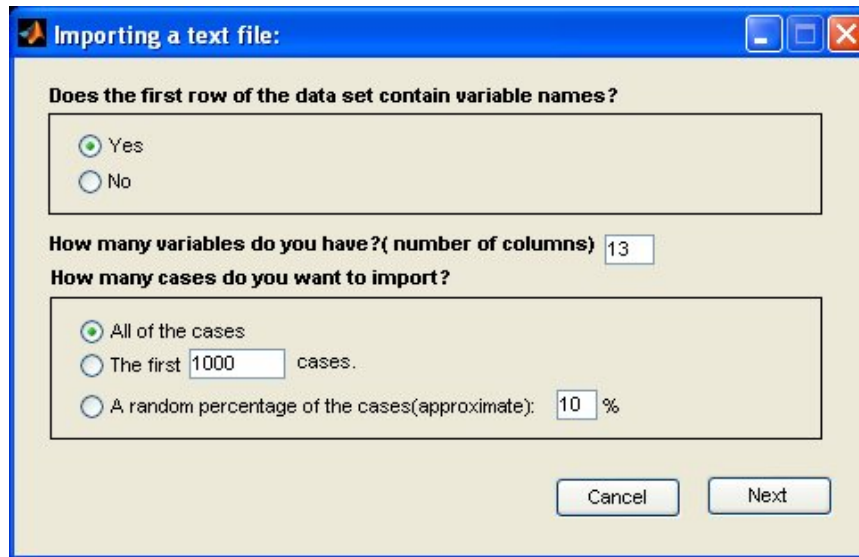 Importing a text file:
Does the first row of the data set contain variable names?
Yes
No
How many variables do you have?( number of columns) 13
How many cases do you want to import?
All of the cases
The first 1000 cases.
A random percentage of the cases(approximate): 10 %
Cancel Next